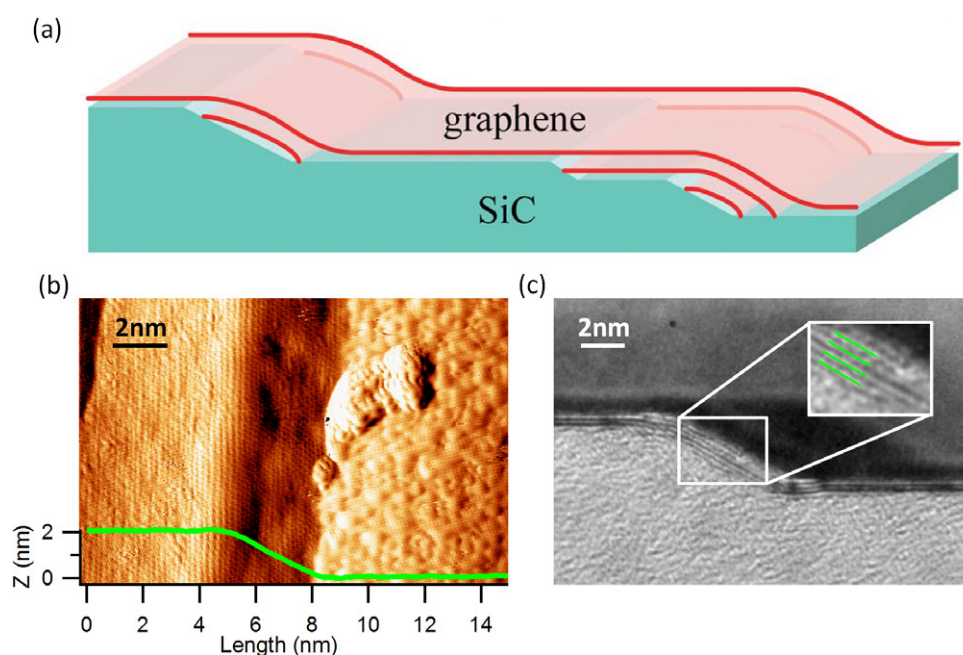 (a)
graphene
SiC
(b)
2nm
Z (nm)
2
0
0 2 4 6 8 10 12 14
Length (nm)
(c)
2nm